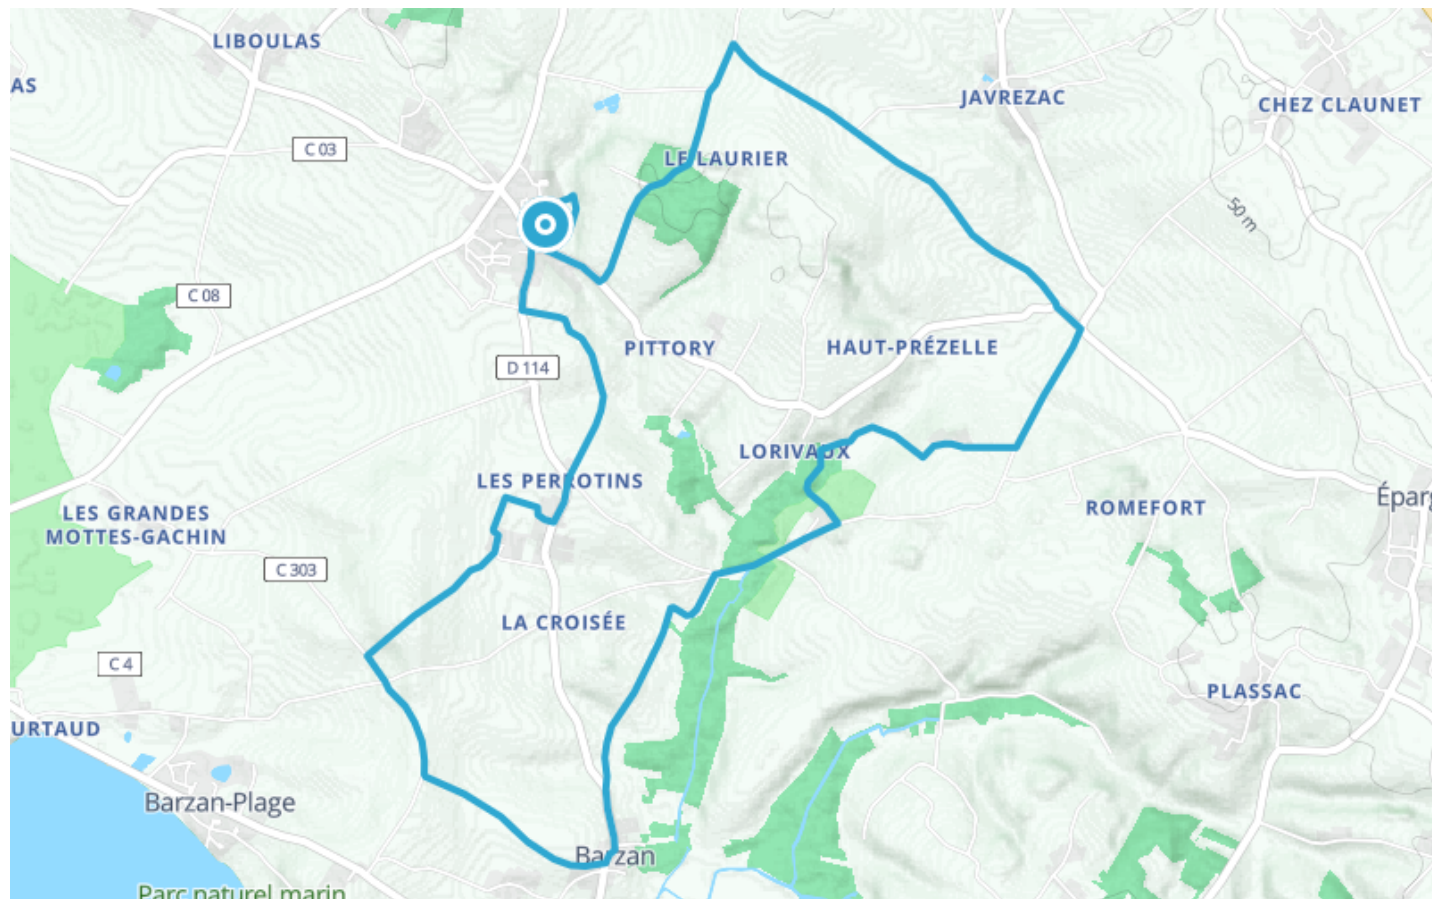 LIBOULAS
AS
JAVREZAC
CHEZ CLAUNET
C 03
LE LAURIER
50 m
C 08
PITTORY
HAUT-PRÉZELLE
D 114
LORIVAUX
LES PERROTINS
Éparg
LES GRANDES
MOTTES-GACHIN
ROMEFORT
C 303
LA CROISÉE
C 4
PLASSAC
URTAUD
Barzan-Plage
Barzan
Parc naturel marin